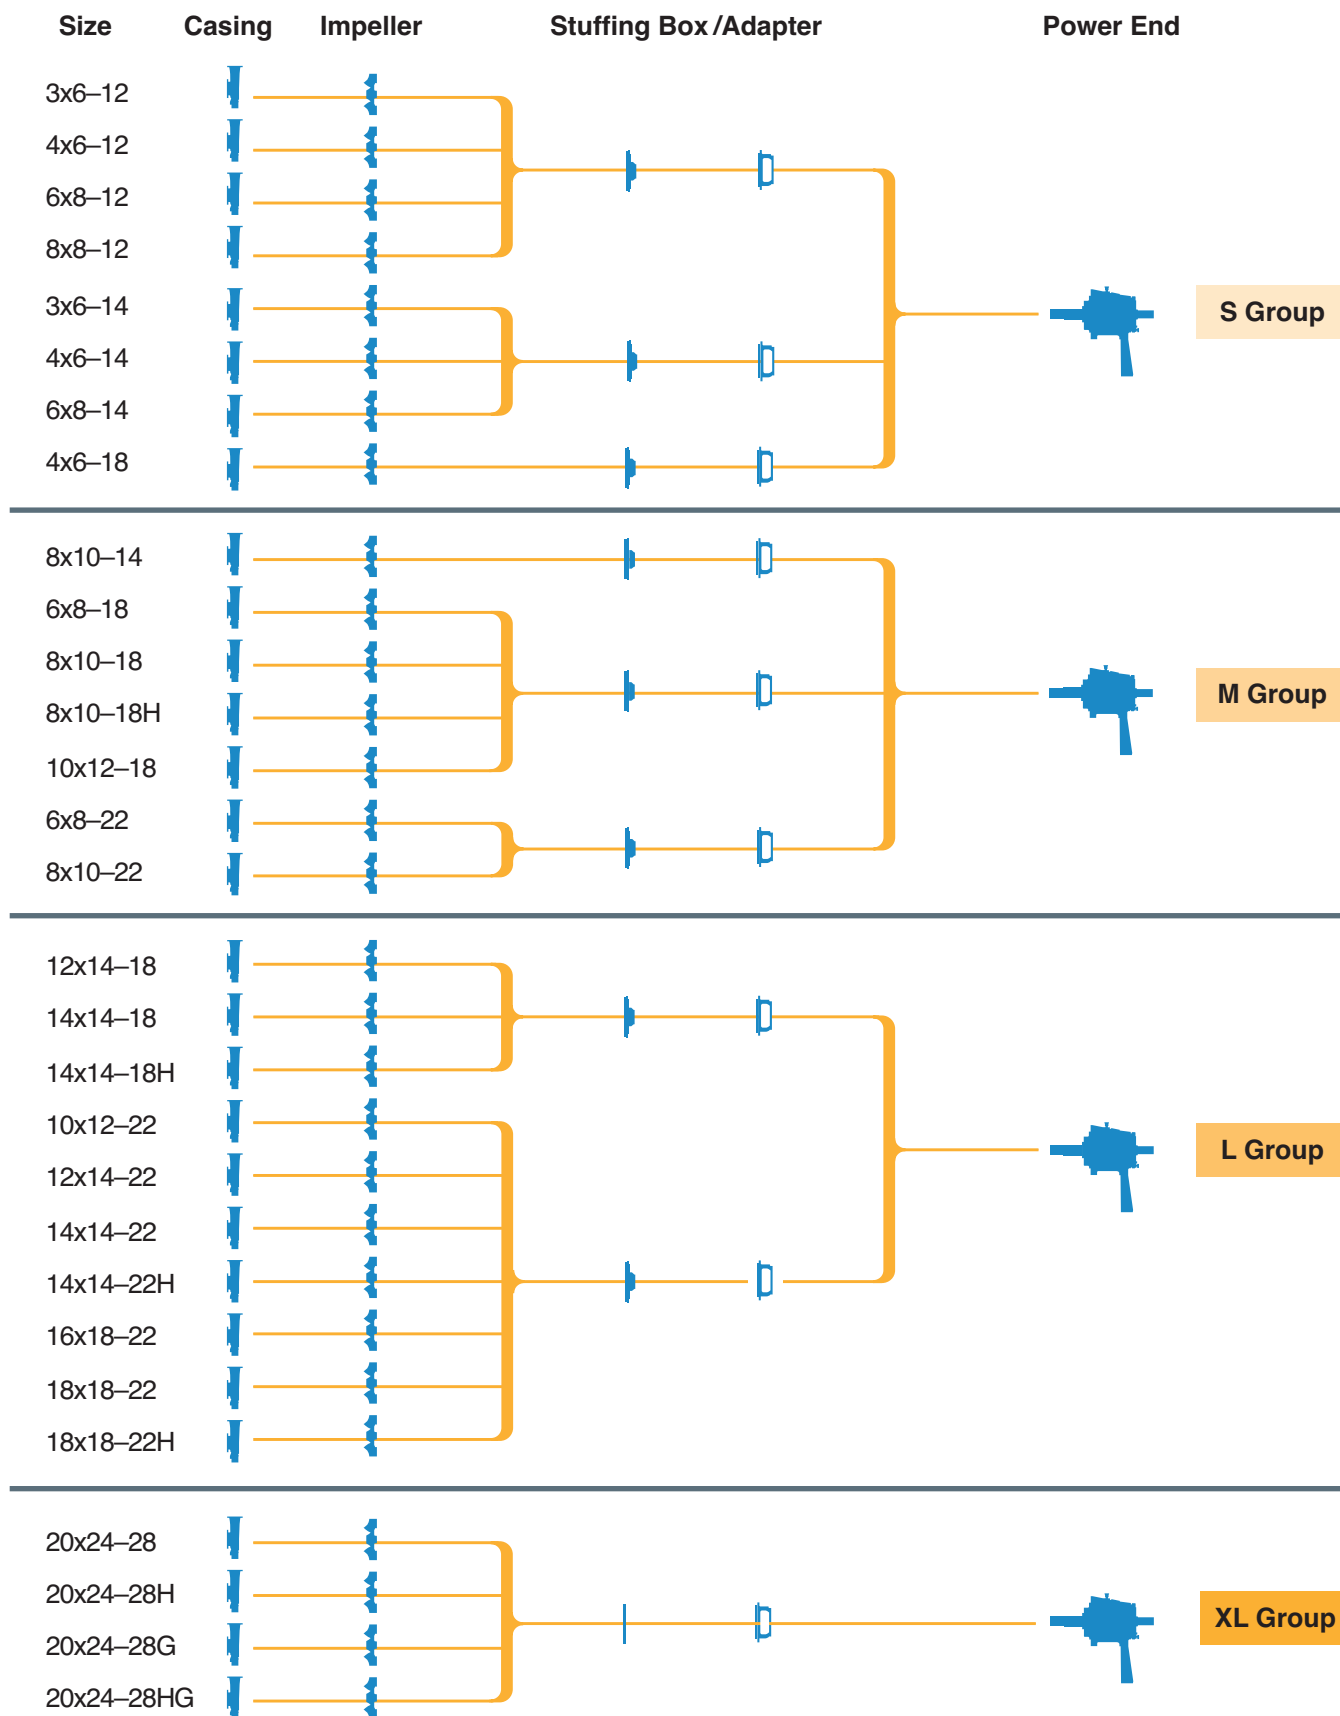 Size Casing Impeller Stuffing Box/Adapter Power End
3x6–12
4x6–12
6x8–12
8x8–12
3x6–14
S Group
4x6–14
6x8–14
4x6–18
8x10–14
6x8–18
8x10–18
M Group
8x10–18H
10x12–18
6x8–22
8x10–22
12x14–18
14x14–18
14x14–18H
10x12–22
L Group
12x14–22
14x14–22
14x14–22H
16x18–22
18x18–22
18x18–22H
20x24–28
20x24–28H
XL Group
20x24–28G
20x24–28HG